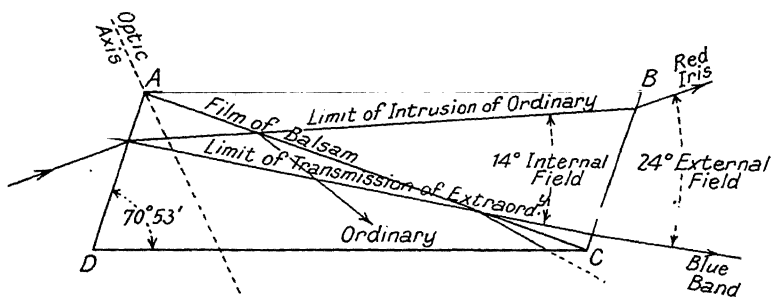 Optic
Axis
A
B
Red
Iris
Film of Balsam
Limit of Intrusion of Ordinary
Limit of Transmission of Extraord.y
14° Internal
Field
24° External
Field
70°53'
Ordinary
D
C
Blue
Band